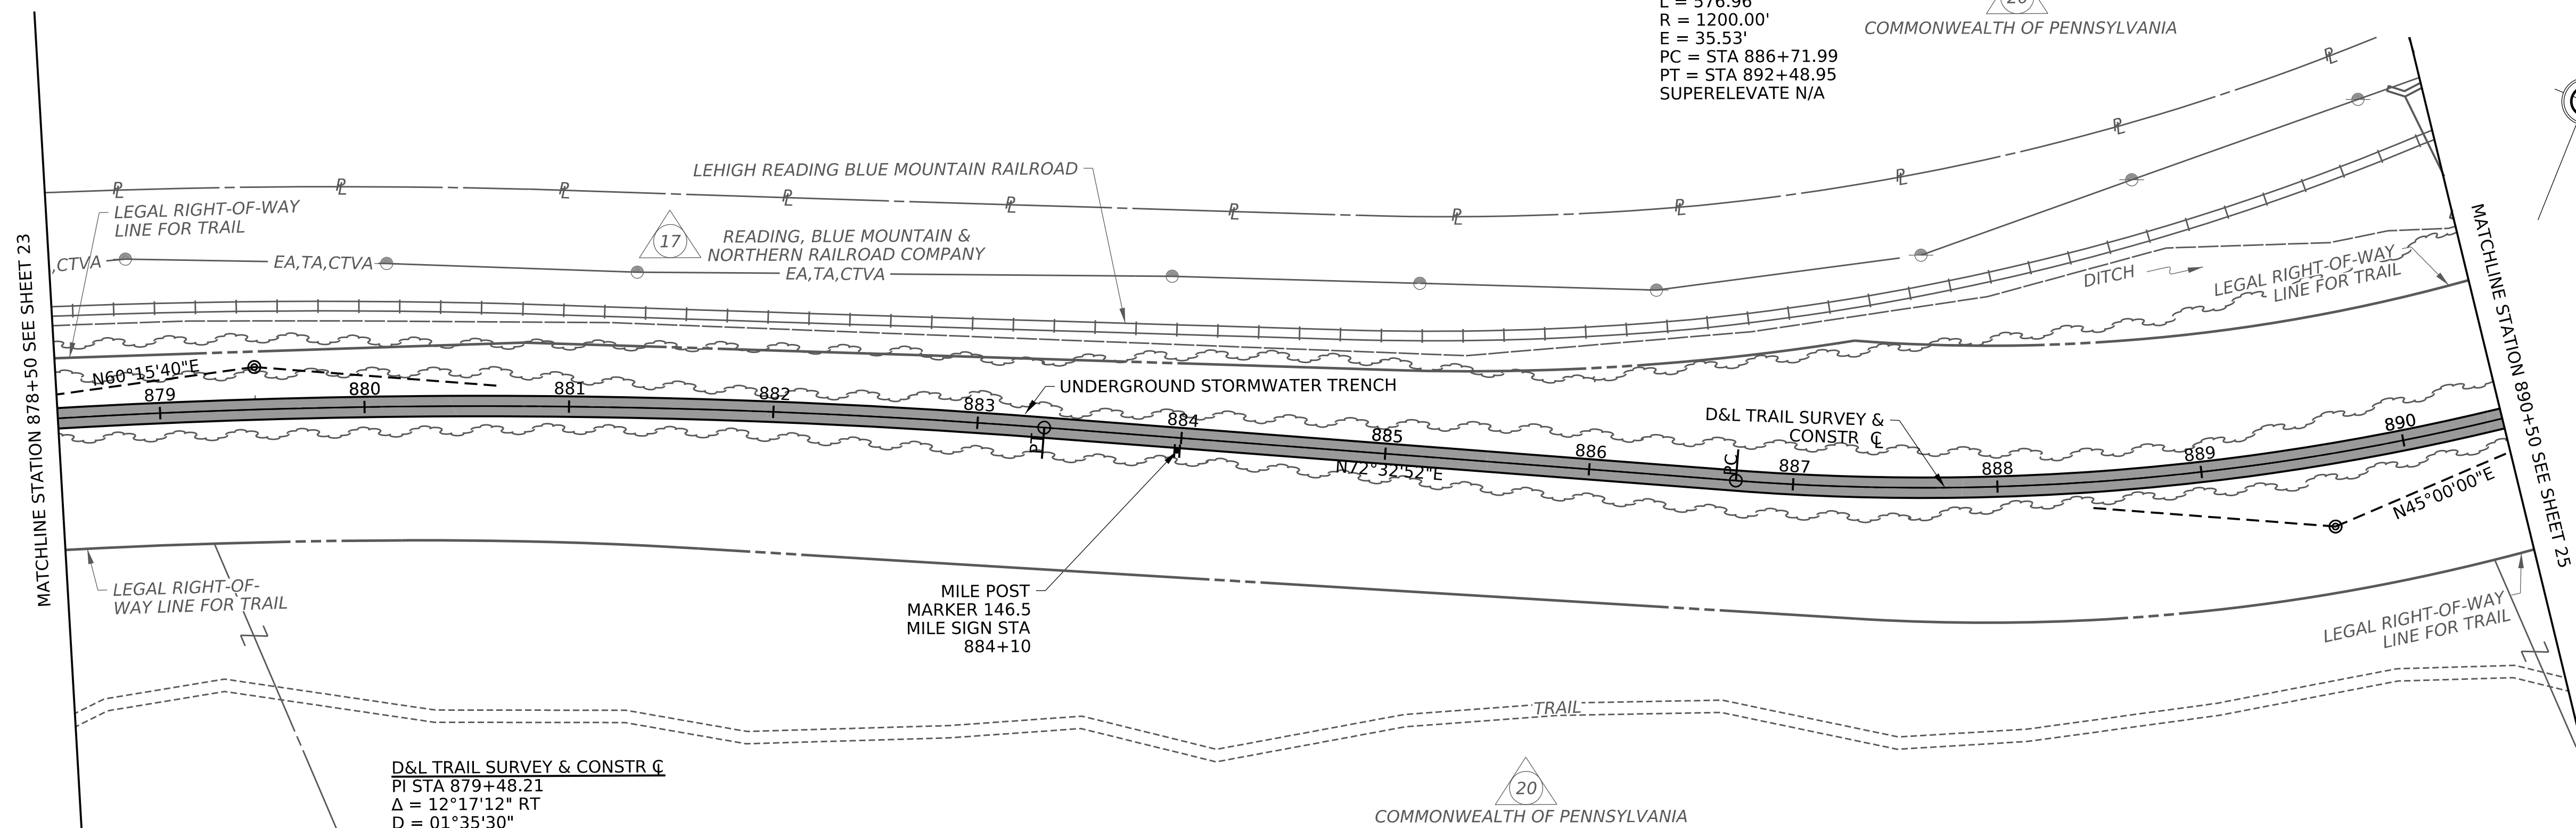 L = 576.96'
R = 1200.00'
E = 35.53'
PC = STA 886+71.99
PT = STA 892+48.95
SUPERELEVATE N/A
20
COMMONWEALTH OF PENNSYLVANIA
LEHIGH READING BLUE MOUNTAIN RAILROAD
LEGAL RIGHT-OF-WAY
LINE FOR TRAIL
17
READING, BLUE MOUNTAIN &
NORTHERN RAILROAD COMPANY
,CTVA
EA,TA,CTVA
EA,TA,CTVA
DITCH
LEGAL RIGHT-OF-WAY
LINE FOR TRAIL
MATCHLINE STATION 878+50 SEE SHEET 23
MATCHLINE STATION 890+50 SEE SHEET 25
N60°15'40"E
879
880
881
882
883
884
885
886
887
888
889
890
UNDERGROUND STORMWATER TRENCH
D&L TRAIL SURVEY &
CONSTR ℄
PT
PC
N72°32'52"E
N45°00'00"E
MILE POST
MARKER 146.5
MILE SIGN STA
884+10
LEGAL RIGHT-OF-
WAY LINE FOR TRAIL
LEGAL RIGHT-OF-WAY
LINE FOR TRAIL
TRAIL
D&L TRAIL SURVEY & CONSTR ℄
PI STA 879+48.21
Δ = 12°17'12" RT
D = 01°35'30"
20
COMMONWEALTH OF PENNSYLVANIA